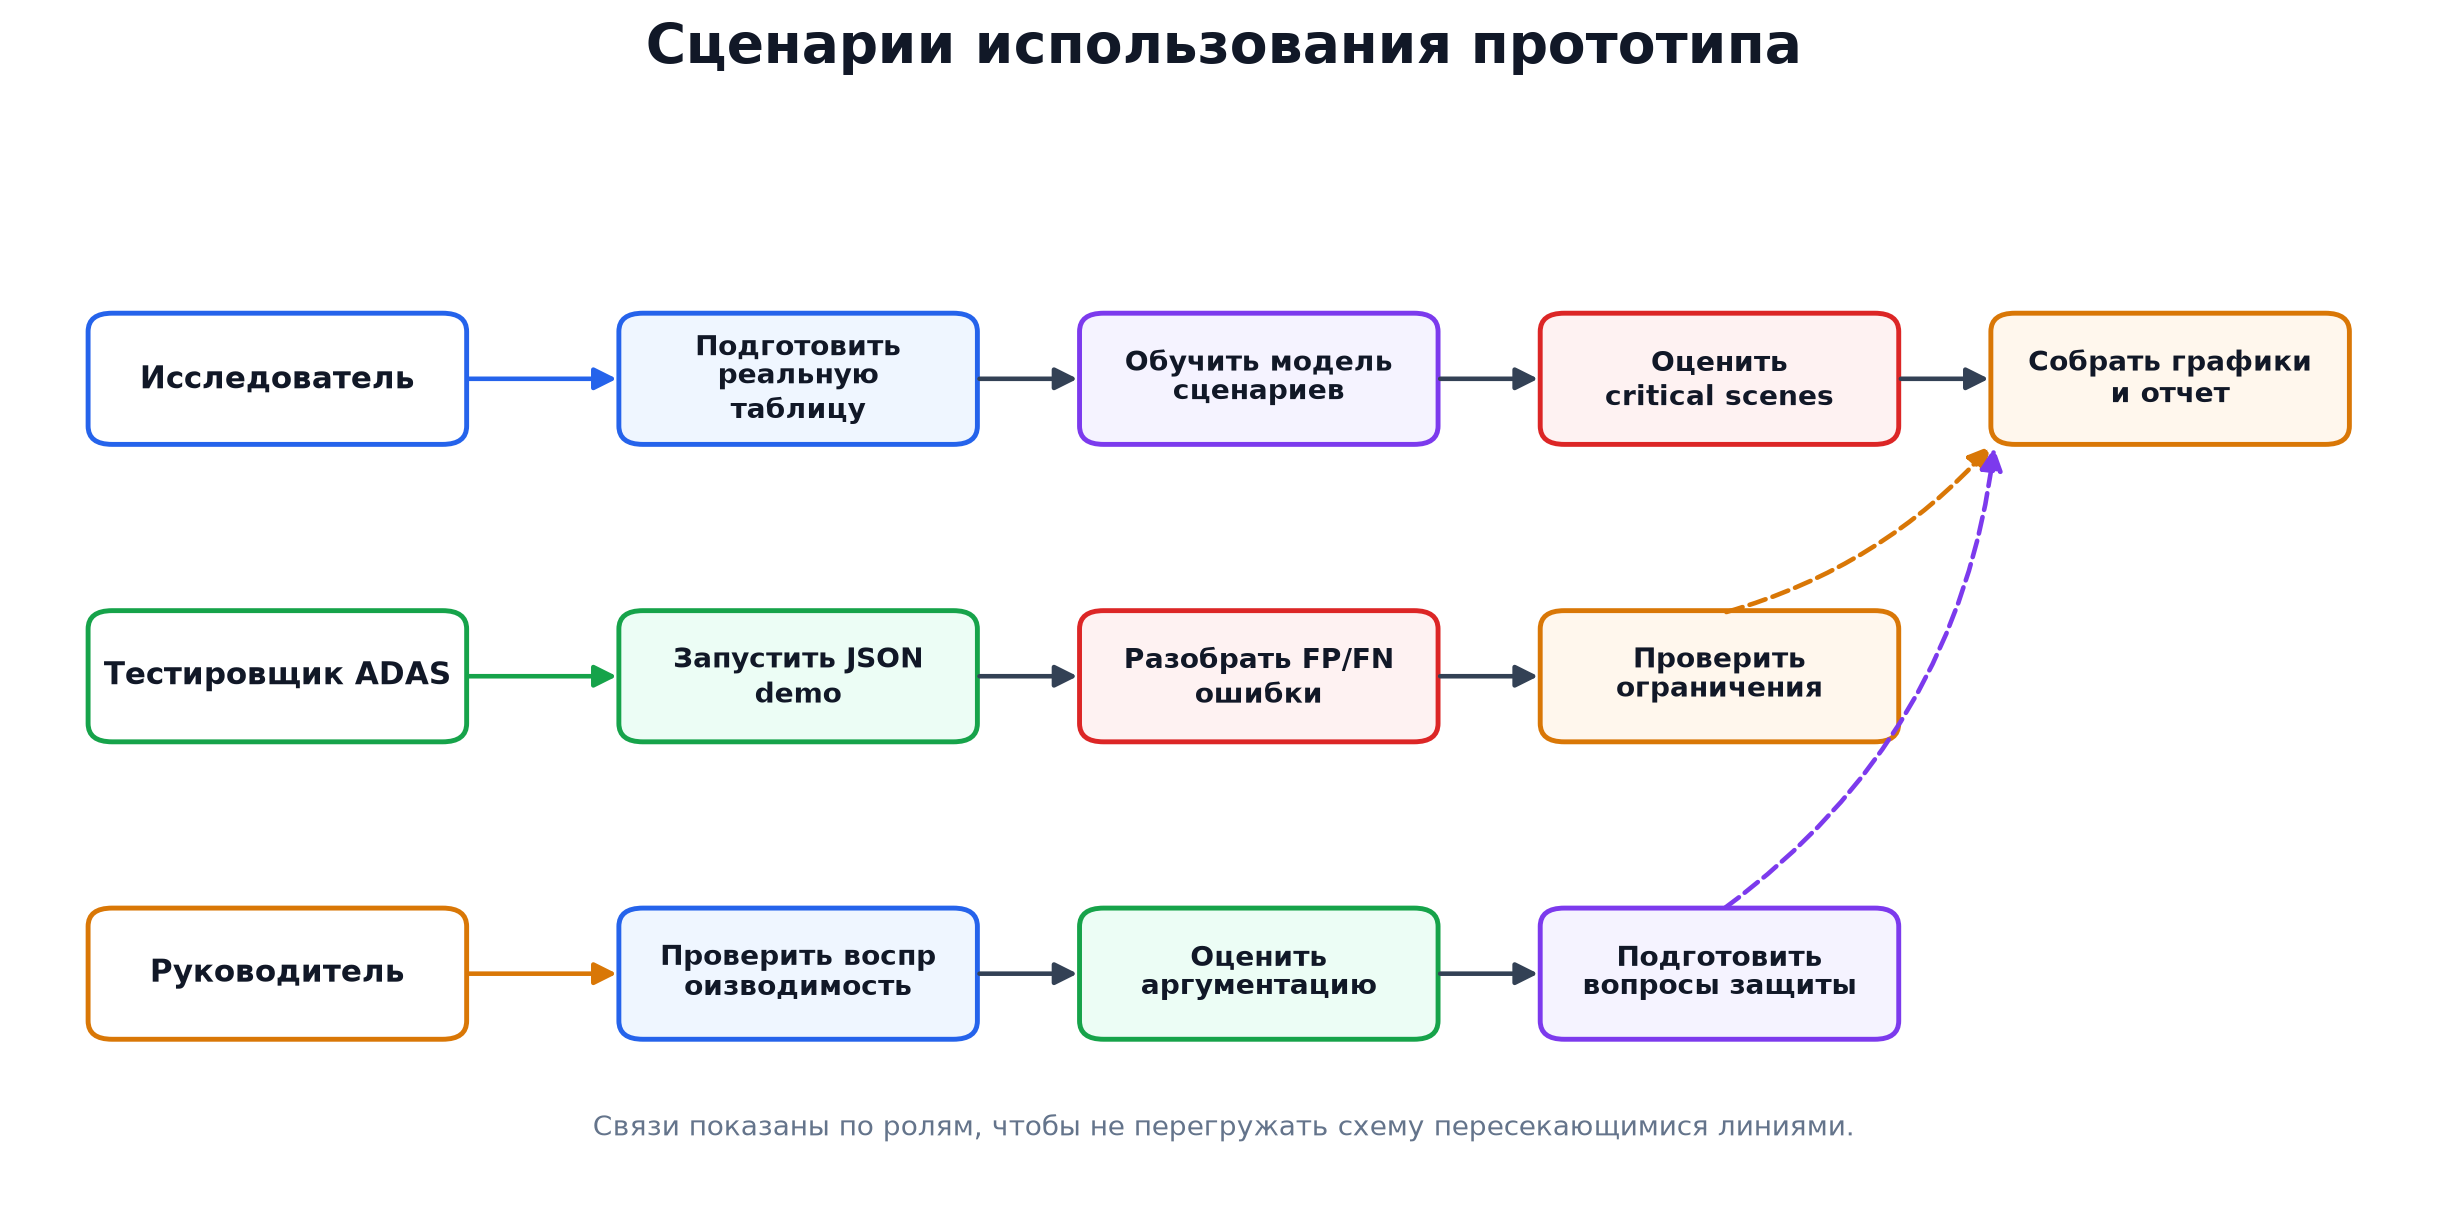 Сценарии использования прототипа
Исследователь
Подготовить
реальную
таблицу
Обучить модель
сценариев
Оценить
critical scenes
Собрать графики
и отчет
Тестировщик ADAS
Запустить JSON
demo
Разобрать FP/FN
ошибки
Проверить
ограничения
Руководитель
Проверить воспр
оизводимость
Оценить
аргументацию
Подготовить
вопросы защиты
Связи показаны по ролям, чтобы не перегружать схему пересекающимися линиями.